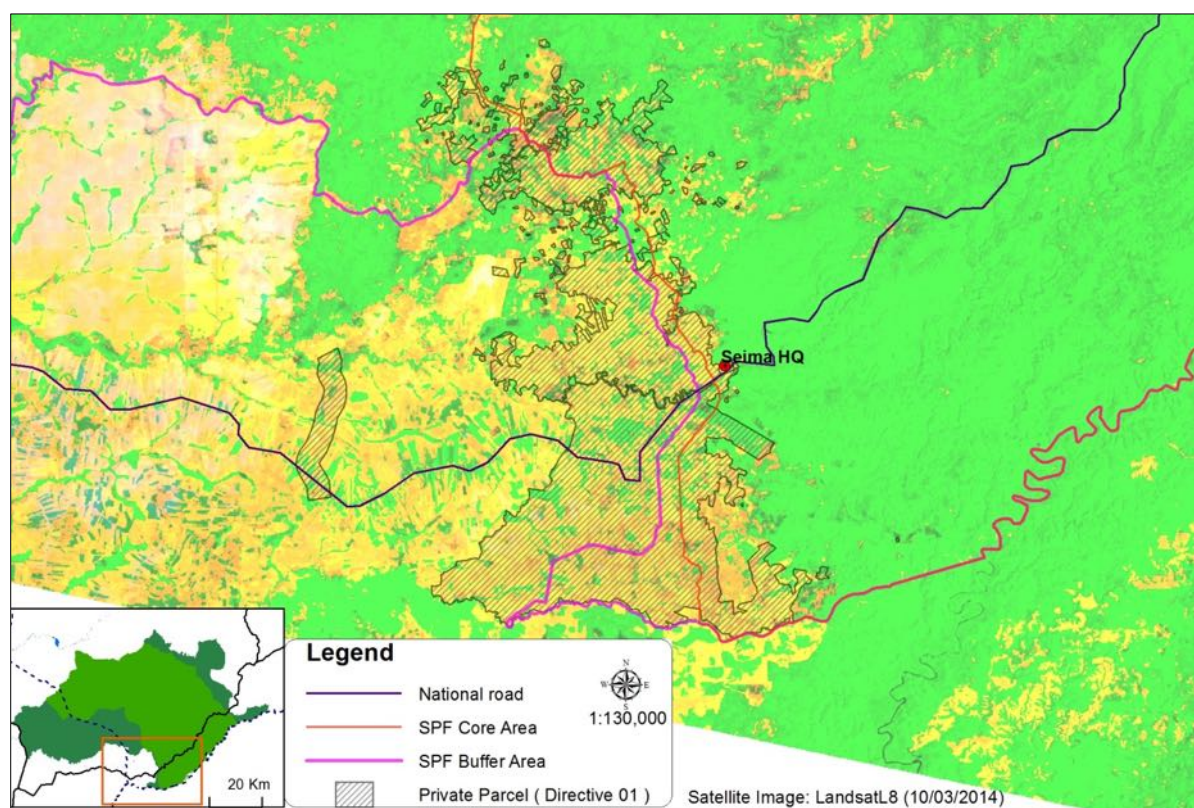 Seima HQ
Legend
National road
SPF Core Area
SPF Buffer Area
Private Parcel ( Directive 01 )
N
W E
S
1:130,000
20 Km
Satellite Image: LandsatL8 (10/03/2014)